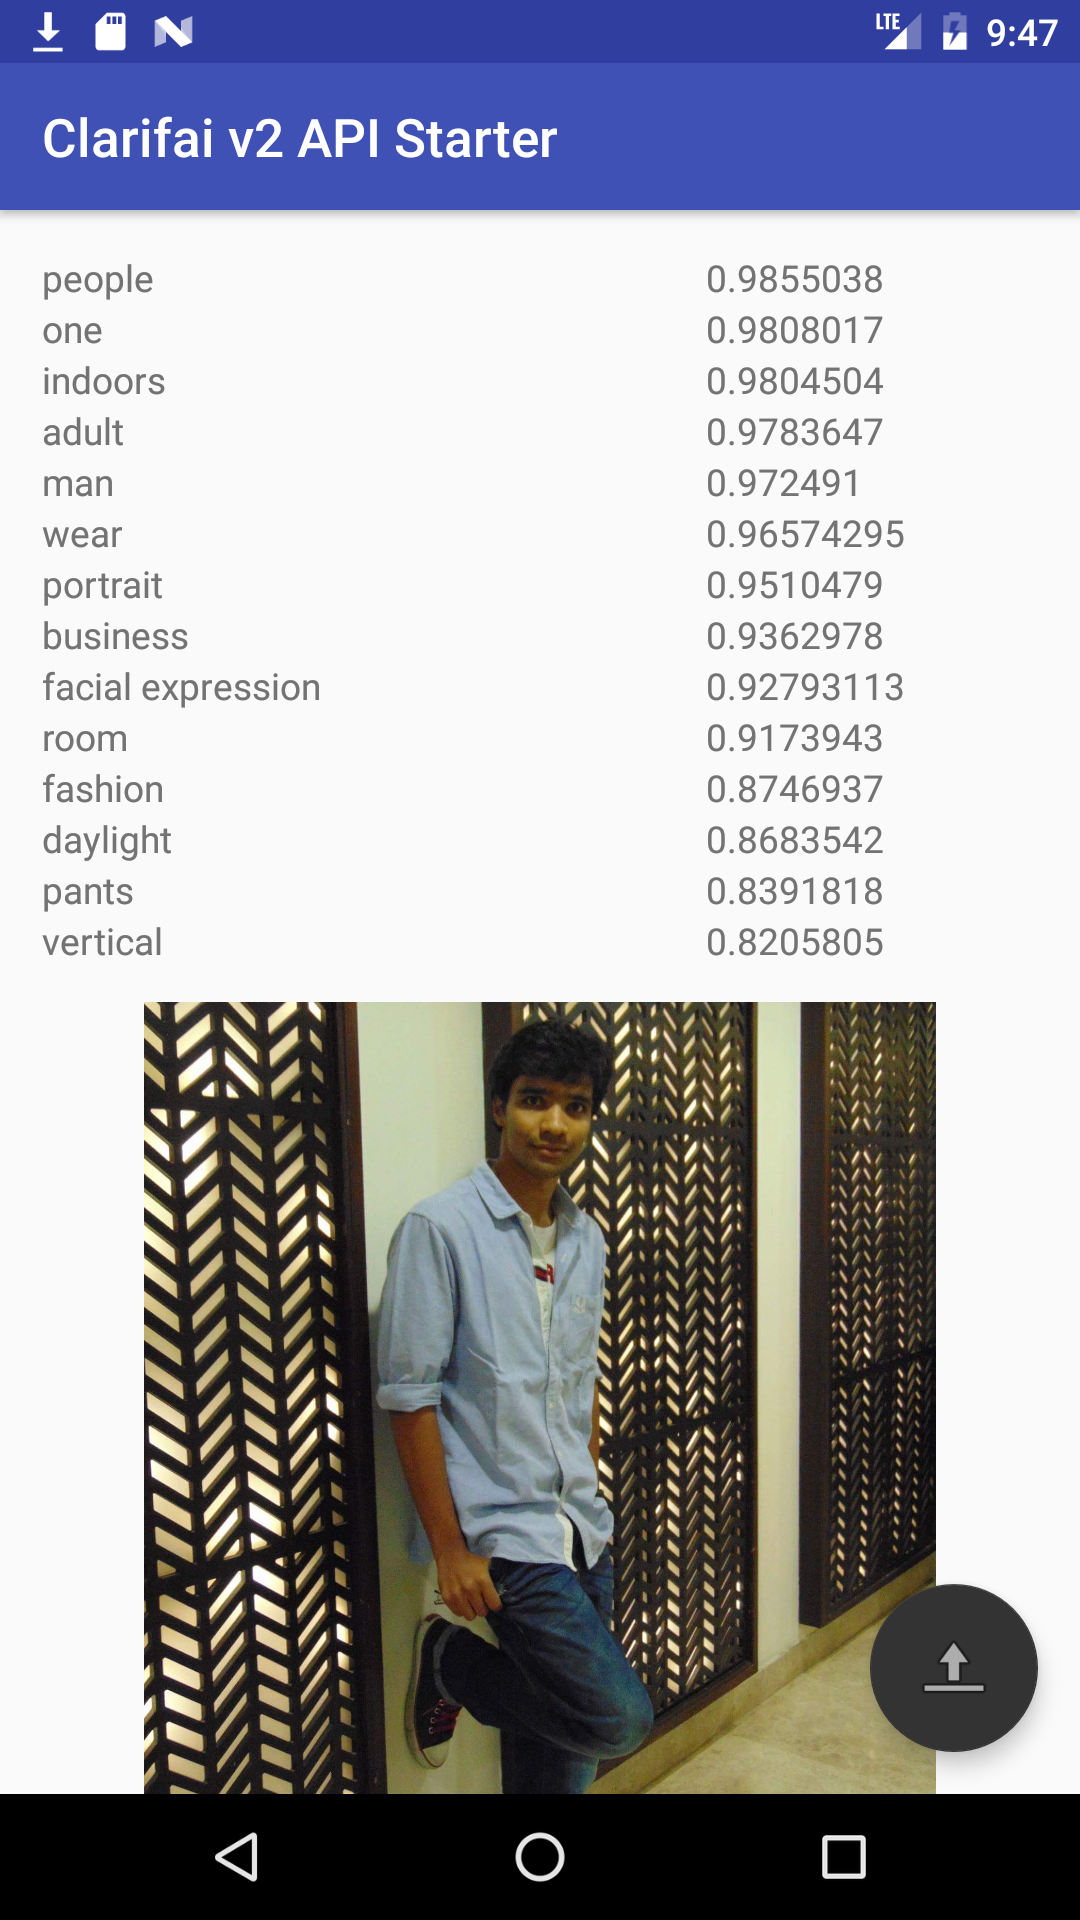 LTE 9:47
Clarifai v2 API Starter
people 0.9855038
one 0.9808017
indoors 0.9804504
adult 0.9783647
man 0.972491
wear 0.96574295
portrait 0.9510479
business 0.9362978
facial expression 0.92793113
room 0.9173943
fashion 0.8746937
daylight 0.8683542
pants 0.8391818
vertical 0.8205805